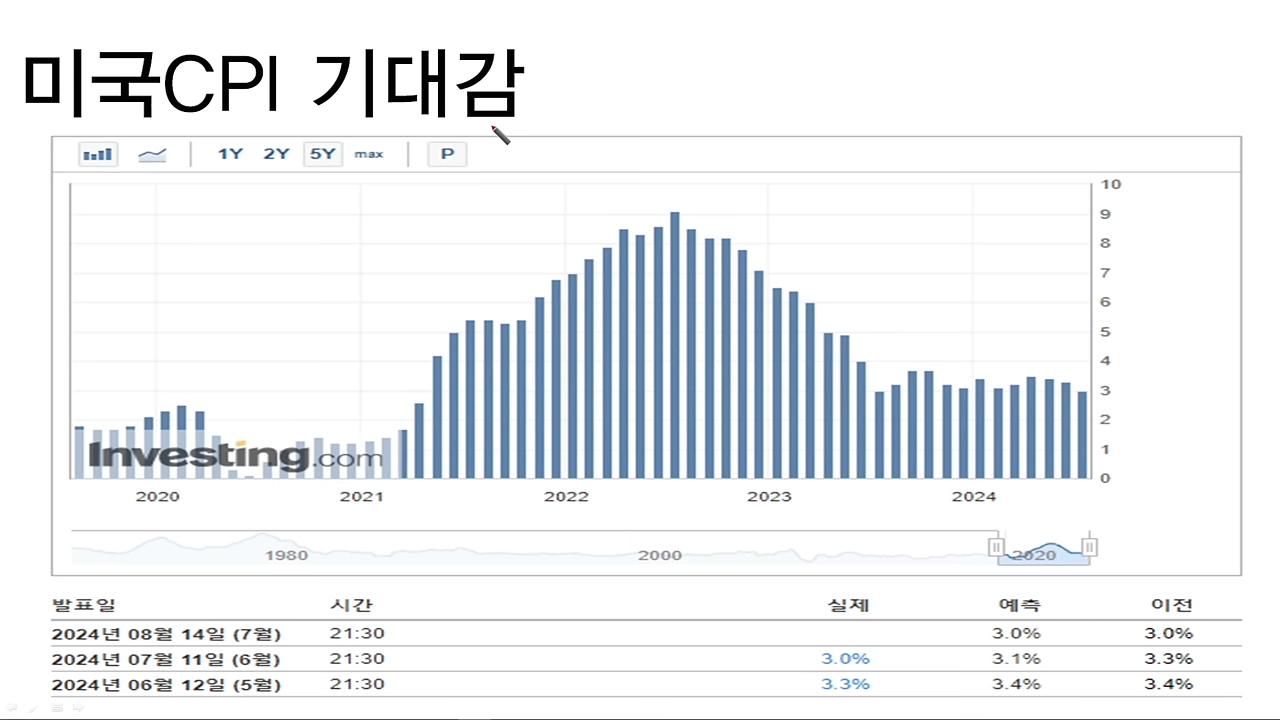 미국CPI 기대감
1Y 2Y 5Y max P
10
9
8
7
6
5
4
3
2
1
0
Investing.com
2020 2021 2022 2023 2024
1980 2000 2020
발표일 시간 실제 예측 이전
2024년 08월 14일 (7월) 21:30 3.0% 3.0%
2024년 07월 11일 (6월) 21:30 3.0% 3.1% 3.3%
2024년 06월 12일 (5월) 21:30 3.3% 3.4% 3.4%